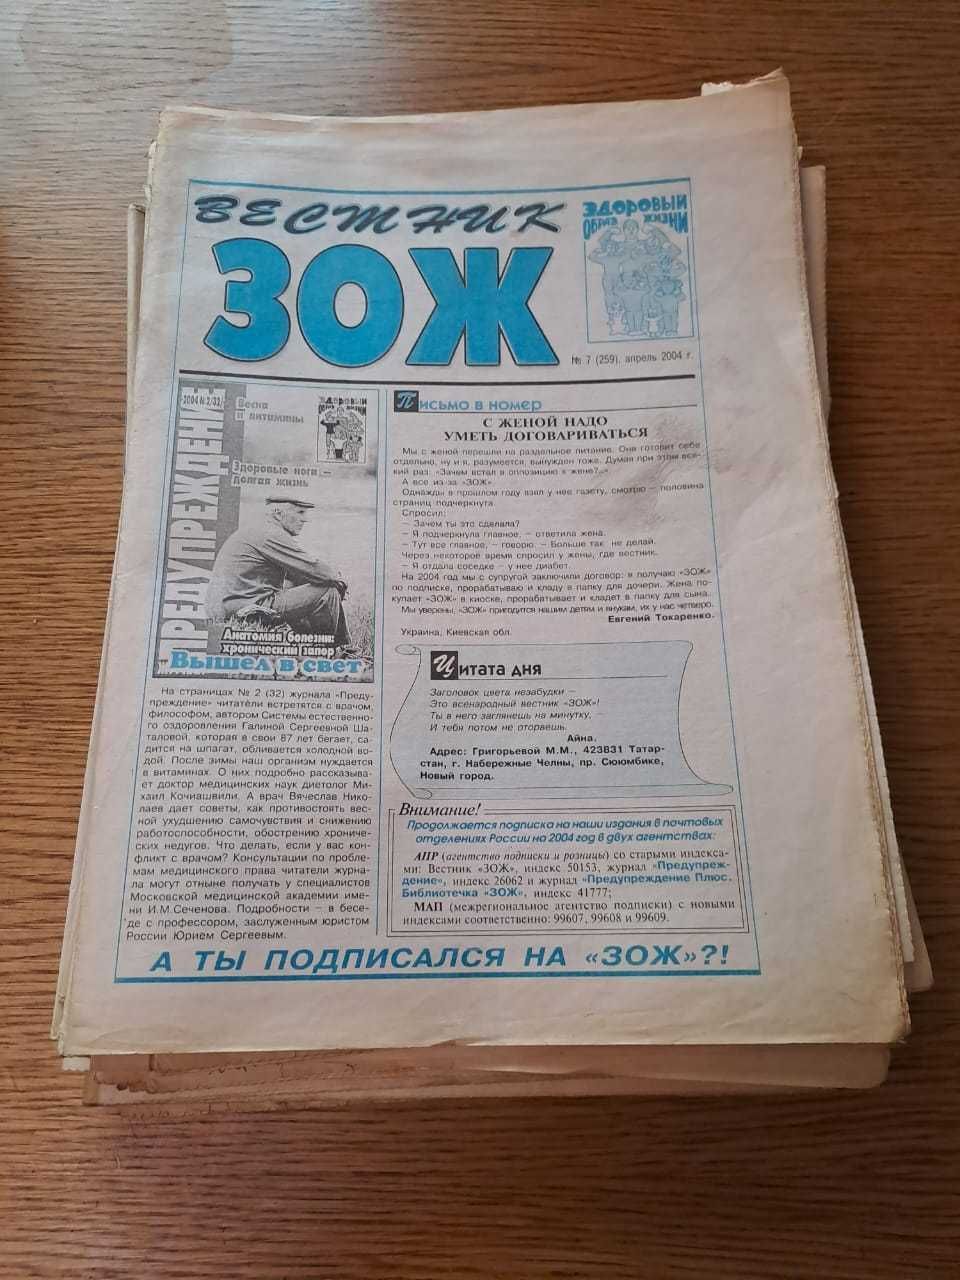 ВЕСТНИК
ЗОЖ
ЗДОРОВЫЙ
ОБРАЗ ЖИЗНИ
№ 7 (259), апрель 2004 г.
2004 № 2/32/
ПРЕДУПРЕЖДЕНИЕ
Весна
и витамины
ЗДОРОВЫЙ
ОБРАЗ ЖИЗНИ
Здоровые ноги –
долгая жизнь
Анатомия болезни:
хронический запор
Вышел в свет
На страницах № 2 (32) журнала «Преду-
преждение» читатели встретятся с врачом,
философом, автором Системы естественно-
го оздоровления Галиной Сергеевной Ша-
таловой, которая в свои 87 лет бегает, са-
дится на шпагат, обливается холодной во-
дой. После зимы наш организм нуждается
в витаминах. О них подробно рассказыва-
ет доктор медицинских наук диетолог Ми-
хаил Кочиашвили. А врач Вячеслав Нико-
лаев дает советы, как противостоять вес-
ной ухудшению самочувствия и снижению
работоспособности, обострению хроничес-
ких недугов. Что делать, если у вас кон-
фликт с врачом? Консультации по пробле-
мам медицинского права читатели журна-
ла могут отныне получать у специалистов
Московской медицинской академии име-
ни И.М.Сеченова. Подробности – в бесе-
де с профессором, заслуженным юристом
России Юрием Сергеевым.
Письмо в номер
С ЖЕНОЙ НАДО
УМЕТЬ ДОГОВАРИВАТЬСЯ
Мы с женой перешли на раздельное питание. Она готовит себе
отдельно, ну и я, разумеется, вынужден тоже. Думая при этом вся-
кий раз: «Зачем встал в оппозицию к жене?..»
А все из-за «ЗОЖ».
Однажды в прошлом году взял у нее газету, смотрю – половина
страниц подчеркнута.
Спросил:
– Зачем ты это сделала?
– Я подчеркнула главное, – ответила жена.
– Тут все главное, – говорю. – Больше так не делай.
Через некоторое время спросил у жены, где вестник.
– Я отдала соседке – у нее диабет.
На 2004 год мы с супругой заключили договор: я получаю «ЗОЖ»
по подписке, прорабатываю и кладу в папку для дочери. Жена по-
купает «ЗОЖ» в киоске, прорабатывает и кладет в папку для сына.
Мы уверены, «ЗОЖ» пригодится нашим детям и внукам, их у нас четверо.
Евгений Токаренко.
Украина, Киевская обл.
Цитата дня
Заголовок цвета незабудки –
Это всенародный вестник «ЗОЖ»!
Ты в него заглянешь на минутку,
И тебя потом не оторвешь.
Айна.
Адрес: Григорьевой М.М., 423831 Татар-
стан, г. Набережные Челны, пр. Сююмбике,
Новый город.
Внимание!
Продолжается подписка на наши издания в почтовых
отделениях России на 2004 год в двух агентствах:
АПР (агентство подписки и розницы) со старыми индекса-
ми: Вестник «ЗОЖ», индекс 50153, журнал «Предупреж-
дение», индекс 26062 и журнал «Предупреждение Плюс.
Библиотечка «ЗОЖ», индекс 41777;
МАП (межрегиональное агентство подписки) с новыми
индексами соответственно: 99607, 99608 и 99609.
А ТЫ ПОДПИСАЛСЯ НА «ЗОЖ»?!